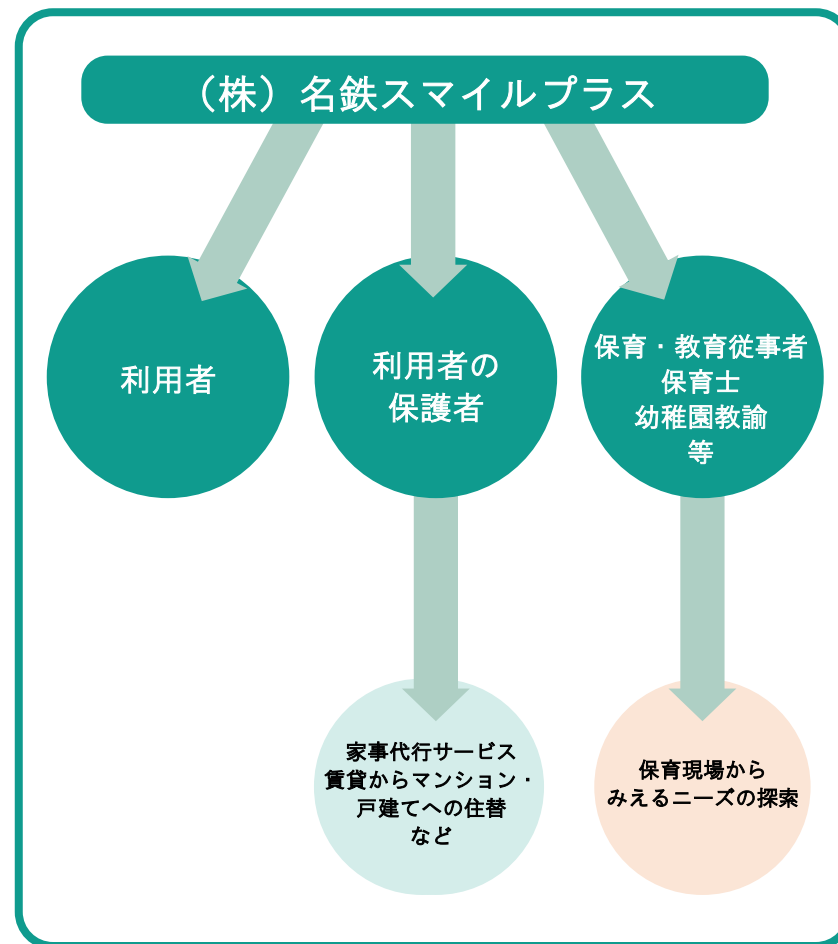 （株）名鉄スマイルプラス
利用者
利用者の
保護者
保育・教育従事者
保育士
幼稚園教諭
等
家事代行サービス
賃貸からマンション・
戸建てへの住替
など
保育現場から
みえるニーズの探索